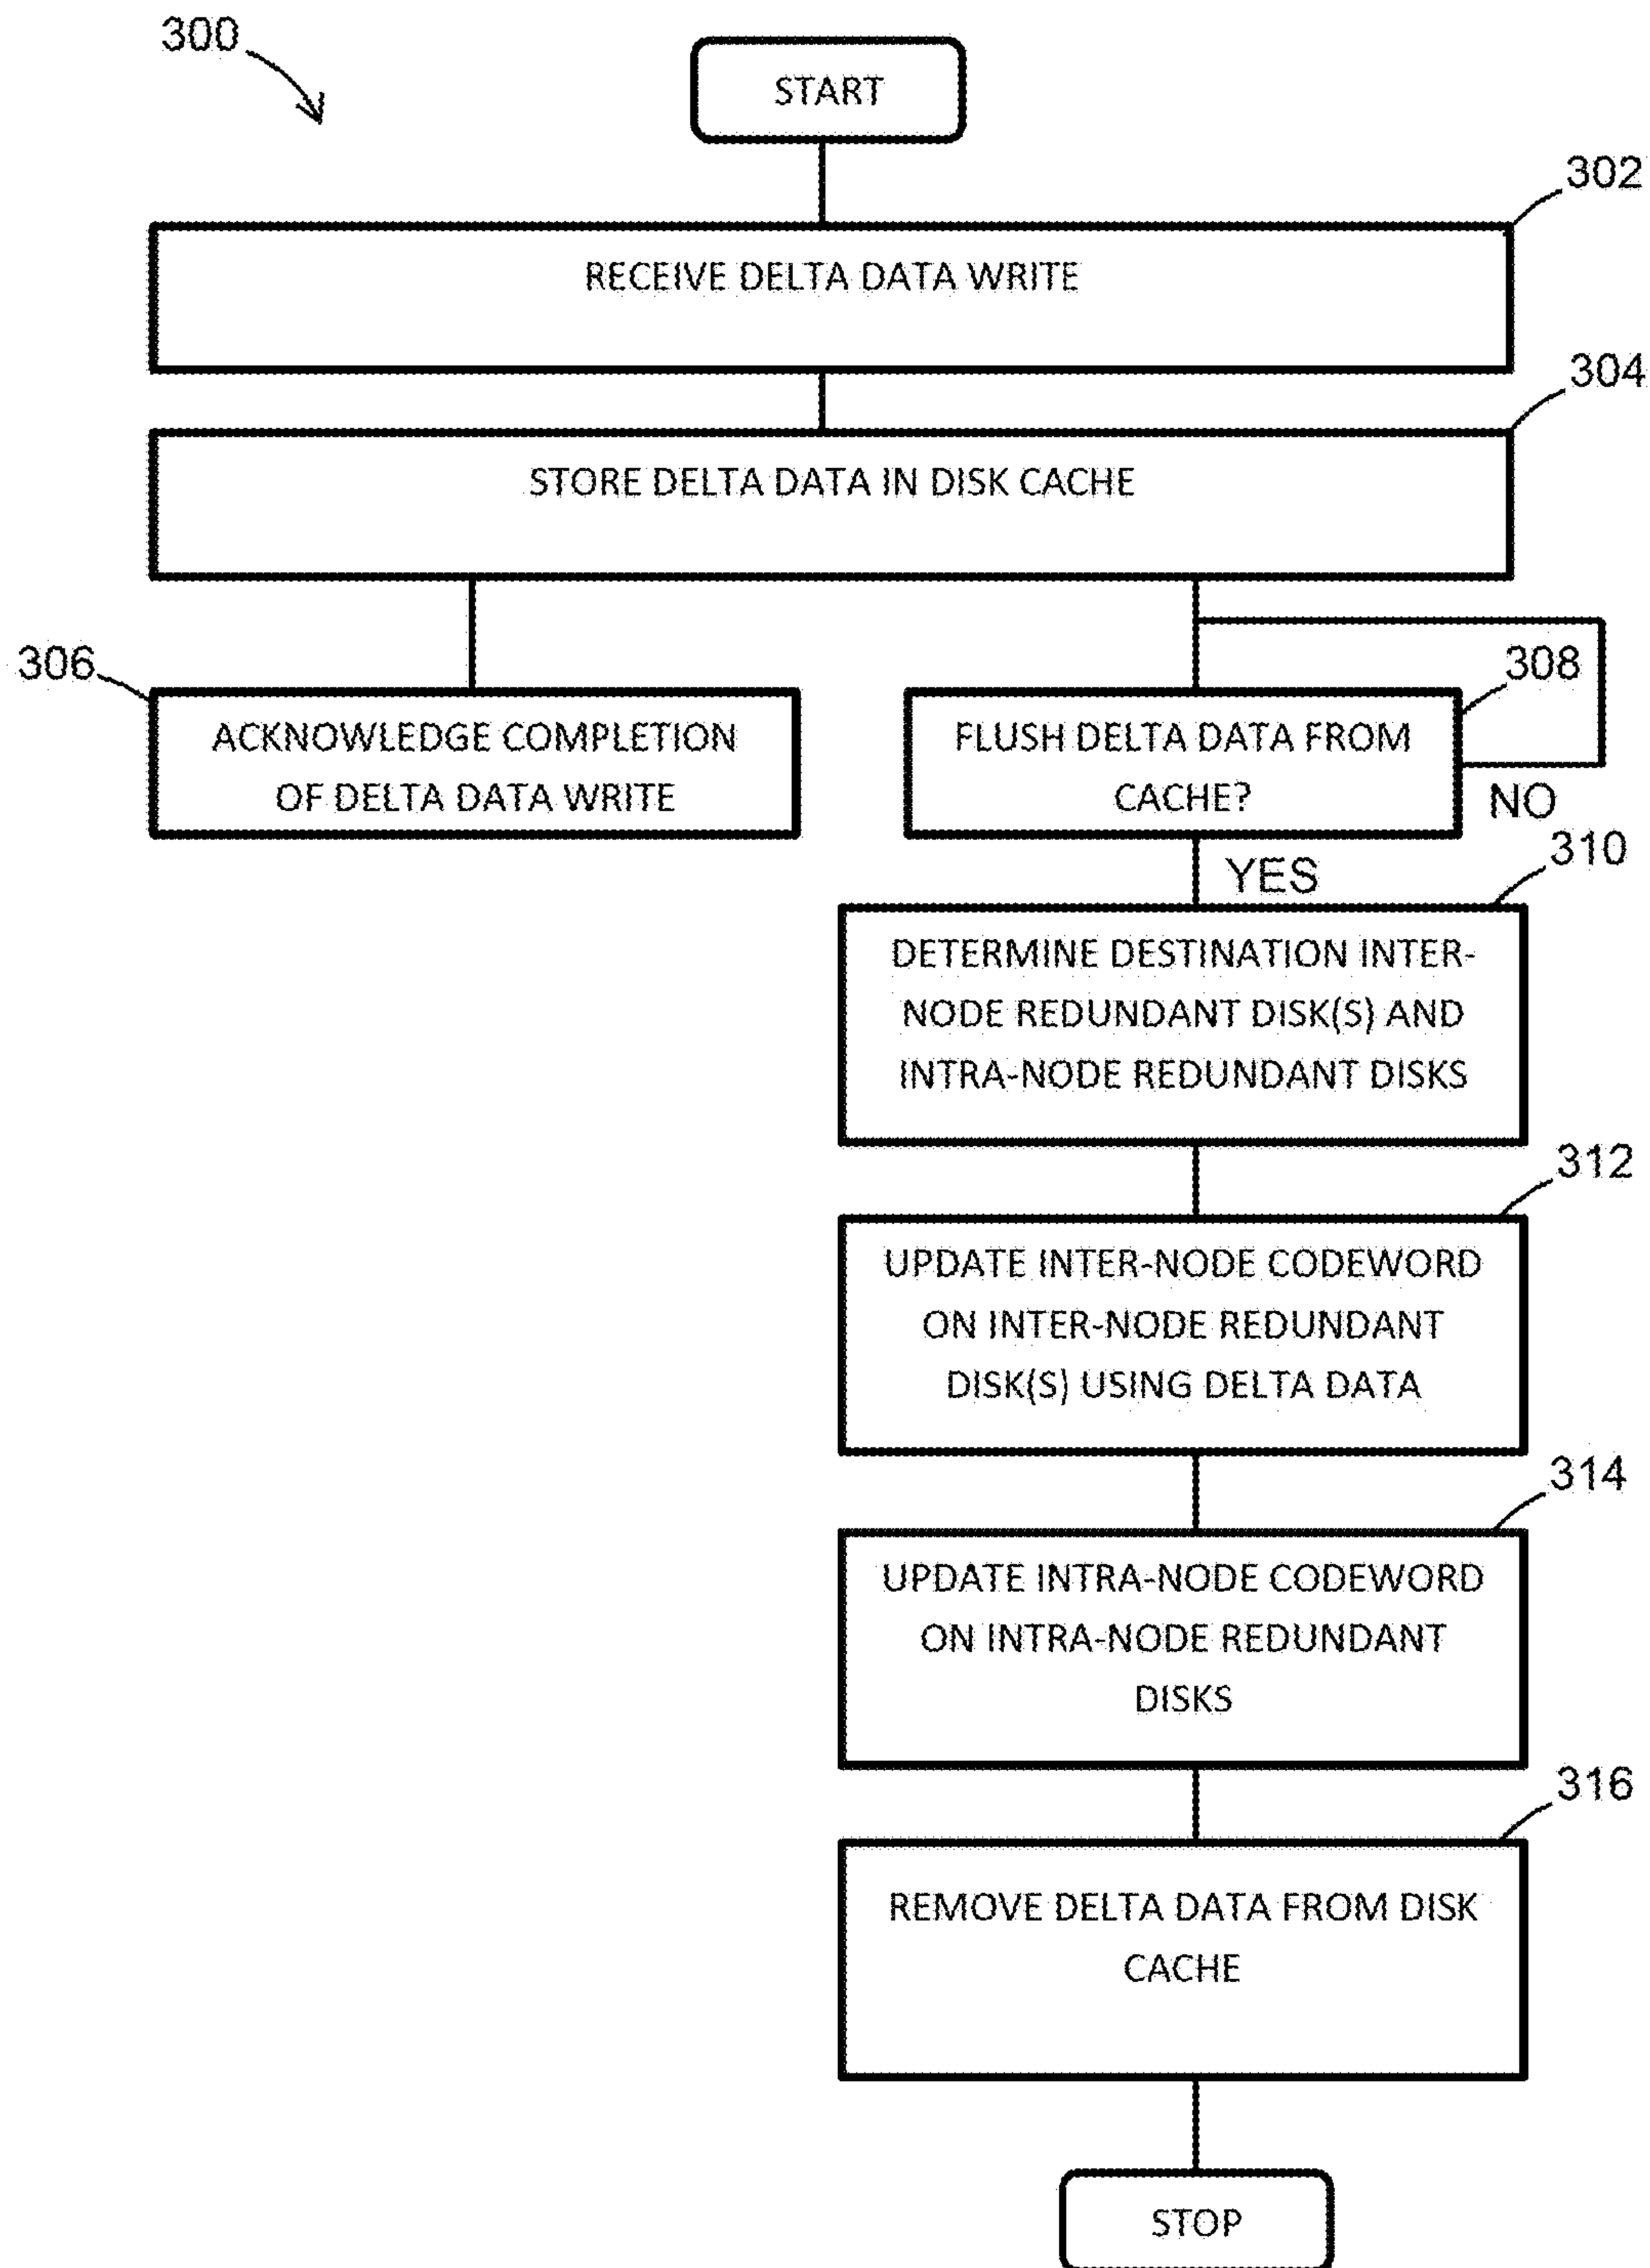 300
START
302
RECEIVE DELTA DATA WRITE
304
STORE DELTA DATA IN DISK CACHE
306
ACKNOWLEDGE COMPLETION
OF DELTA DATA WRITE
308
FLUSH DELTA DATA FROM
CACHE?
NO
YES
310
DETERMINE DESTINATION INTER-
NODE REDUNDANT DISK(S) AND
INTRA-NODE REDUNDANT DISKS
312
UPDATE INTER-NODE CODEWORD
ON INTER-NODE REDUNDANT
DISK(S) USING DELTA DATA
314
UPDATE INTRA-NODE CODEWORD
ON INTRA-NODE REDUNDANT
DISKS
316
REMOVE DELTA DATA FROM DISK
CACHE
STOP